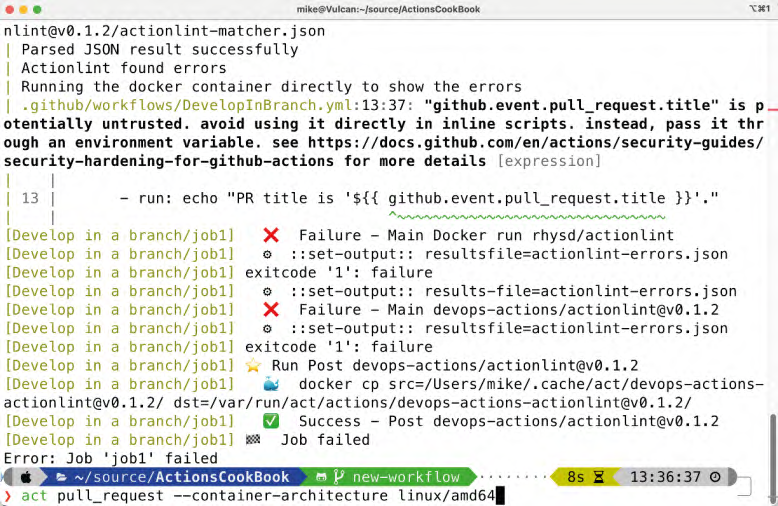 mike@Vulcan:~/source/ActionsCookBook
⌥⌘1
nlint@v0.1.2/actionlint-matcher.json
| Parsed JSON result successfully
| Actionlint found errors
| Running the docker container directly to show the errors
| .github/workflows/DevelopInBranch.yml:13:37: "github.event.pull_request.title" is p
otentially untrusted. avoid using it directly in inline scripts. instead, pass it thr
ough an environment variable. see https://docs.github.com/en/actions/security-guides/
security-hardening-for-github-actions for more details [expression]
|    |
| 13 |       - run: echo "PR title is '${{ github.event.pull_request.title }}'."
|    |                                     ^~~~~~~~~~~~~~~~~~~~~~~~~~~~~~~
[Develop in a branch/job1]   ❌  Failure - Main Docker run rhysd/actionlint
[Develop in a branch/job1]   ⚙  ::set-output:: resultsfile=actionlint-errors.json
[Develop in a branch/job1] exitcode '1': failure
[Develop in a branch/job1]   ⚙  ::set-output:: results-file=actionlint-errors.json
[Develop in a branch/job1]   ❌  Failure - Main devops-actions/actionlint@v0.1.2
[Develop in a branch/job1]   ⚙  ::set-output:: resultsfile=actionlint-errors.json
[Develop in a branch/job1] exitcode '1': failure
[Develop in a branch/job1] ⭐ Run Post devops-actions/actionlint@v0.1.2
[Develop in a branch/job1]   🐳  docker cp src=/Users/mike/.cache/act/devops-actions-
actionlint@v0.1.2/ dst=/var/run/act/actions/devops-actions-actionlint@v0.1.2/
[Develop in a branch/job1]   ✅  Success - Post devops-actions/actionlint@v0.1.2
[Develop in a branch/job1] 🏁  Job failed
Error: Job 'job1' failed
~/source/ActionsCookBook new-workflow ········ 8s 13:36:37
❯ act pull_request --container-architecture linux/amd64